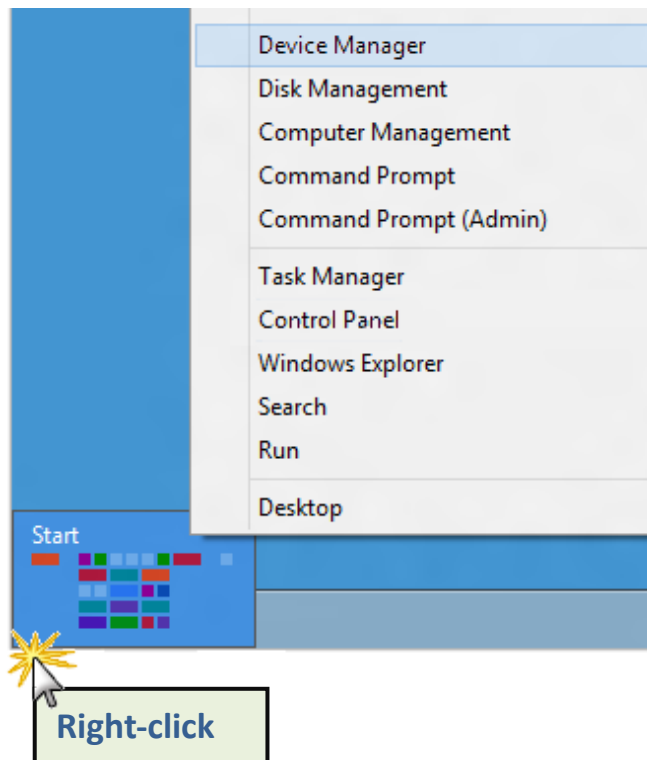 Device Manager
Disk Management
Computer Management
Command Prompt
Command Prompt (Admin)
Task Manager
Control Panel
Windows Explorer
Search
Run
Desktop
Start
Right-click